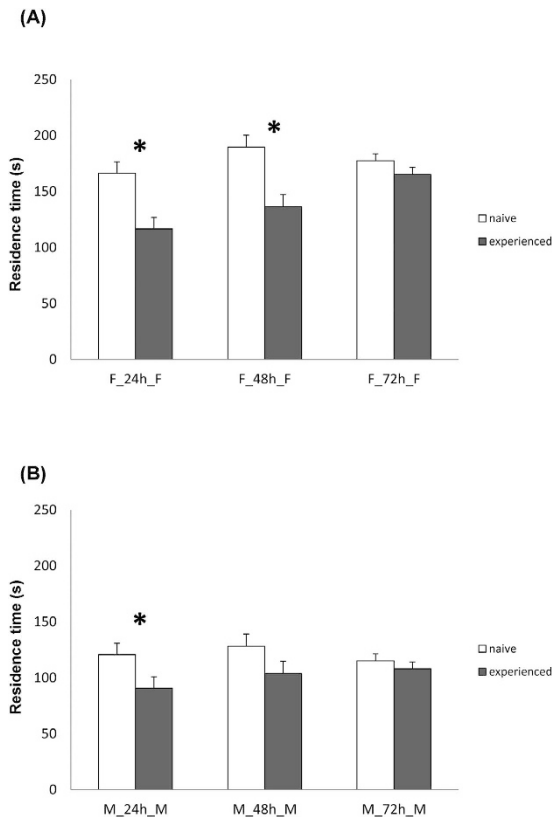 (A)
250
200
150
100
50
0
Residence time (s)
*
*
naive
experienced
F_24h_F
F_48h_F
F_72h_F
(B)
250
200
150
100
50
0
Residence time (s)
*
naive
experienced
M_24h_M
M_48h_M
M_72h_M